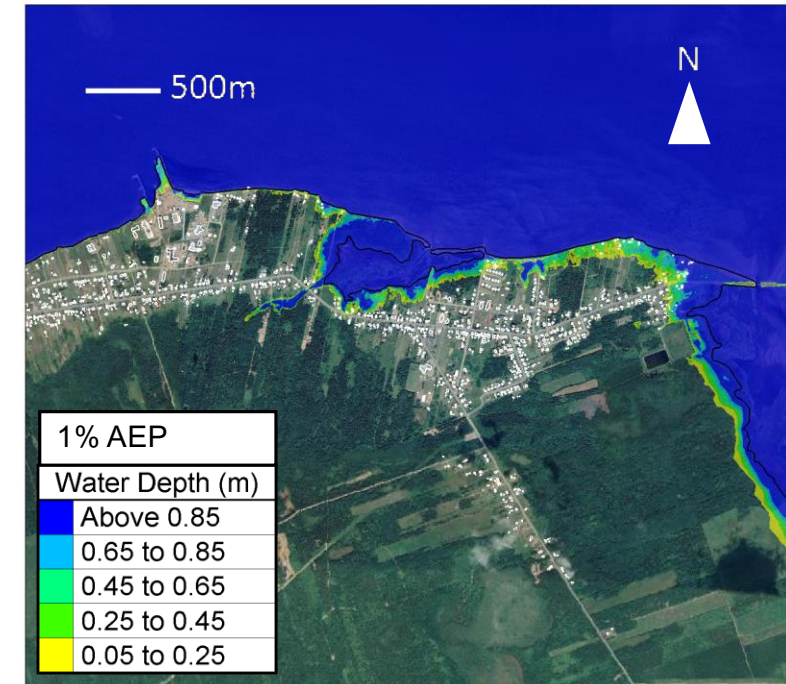 500m
N
1% AEP
Water Depth (m)
Above 0.85
0.65 to 0.85
0.45 to 0.65
0.25 to 0.45
0.05 to 0.25